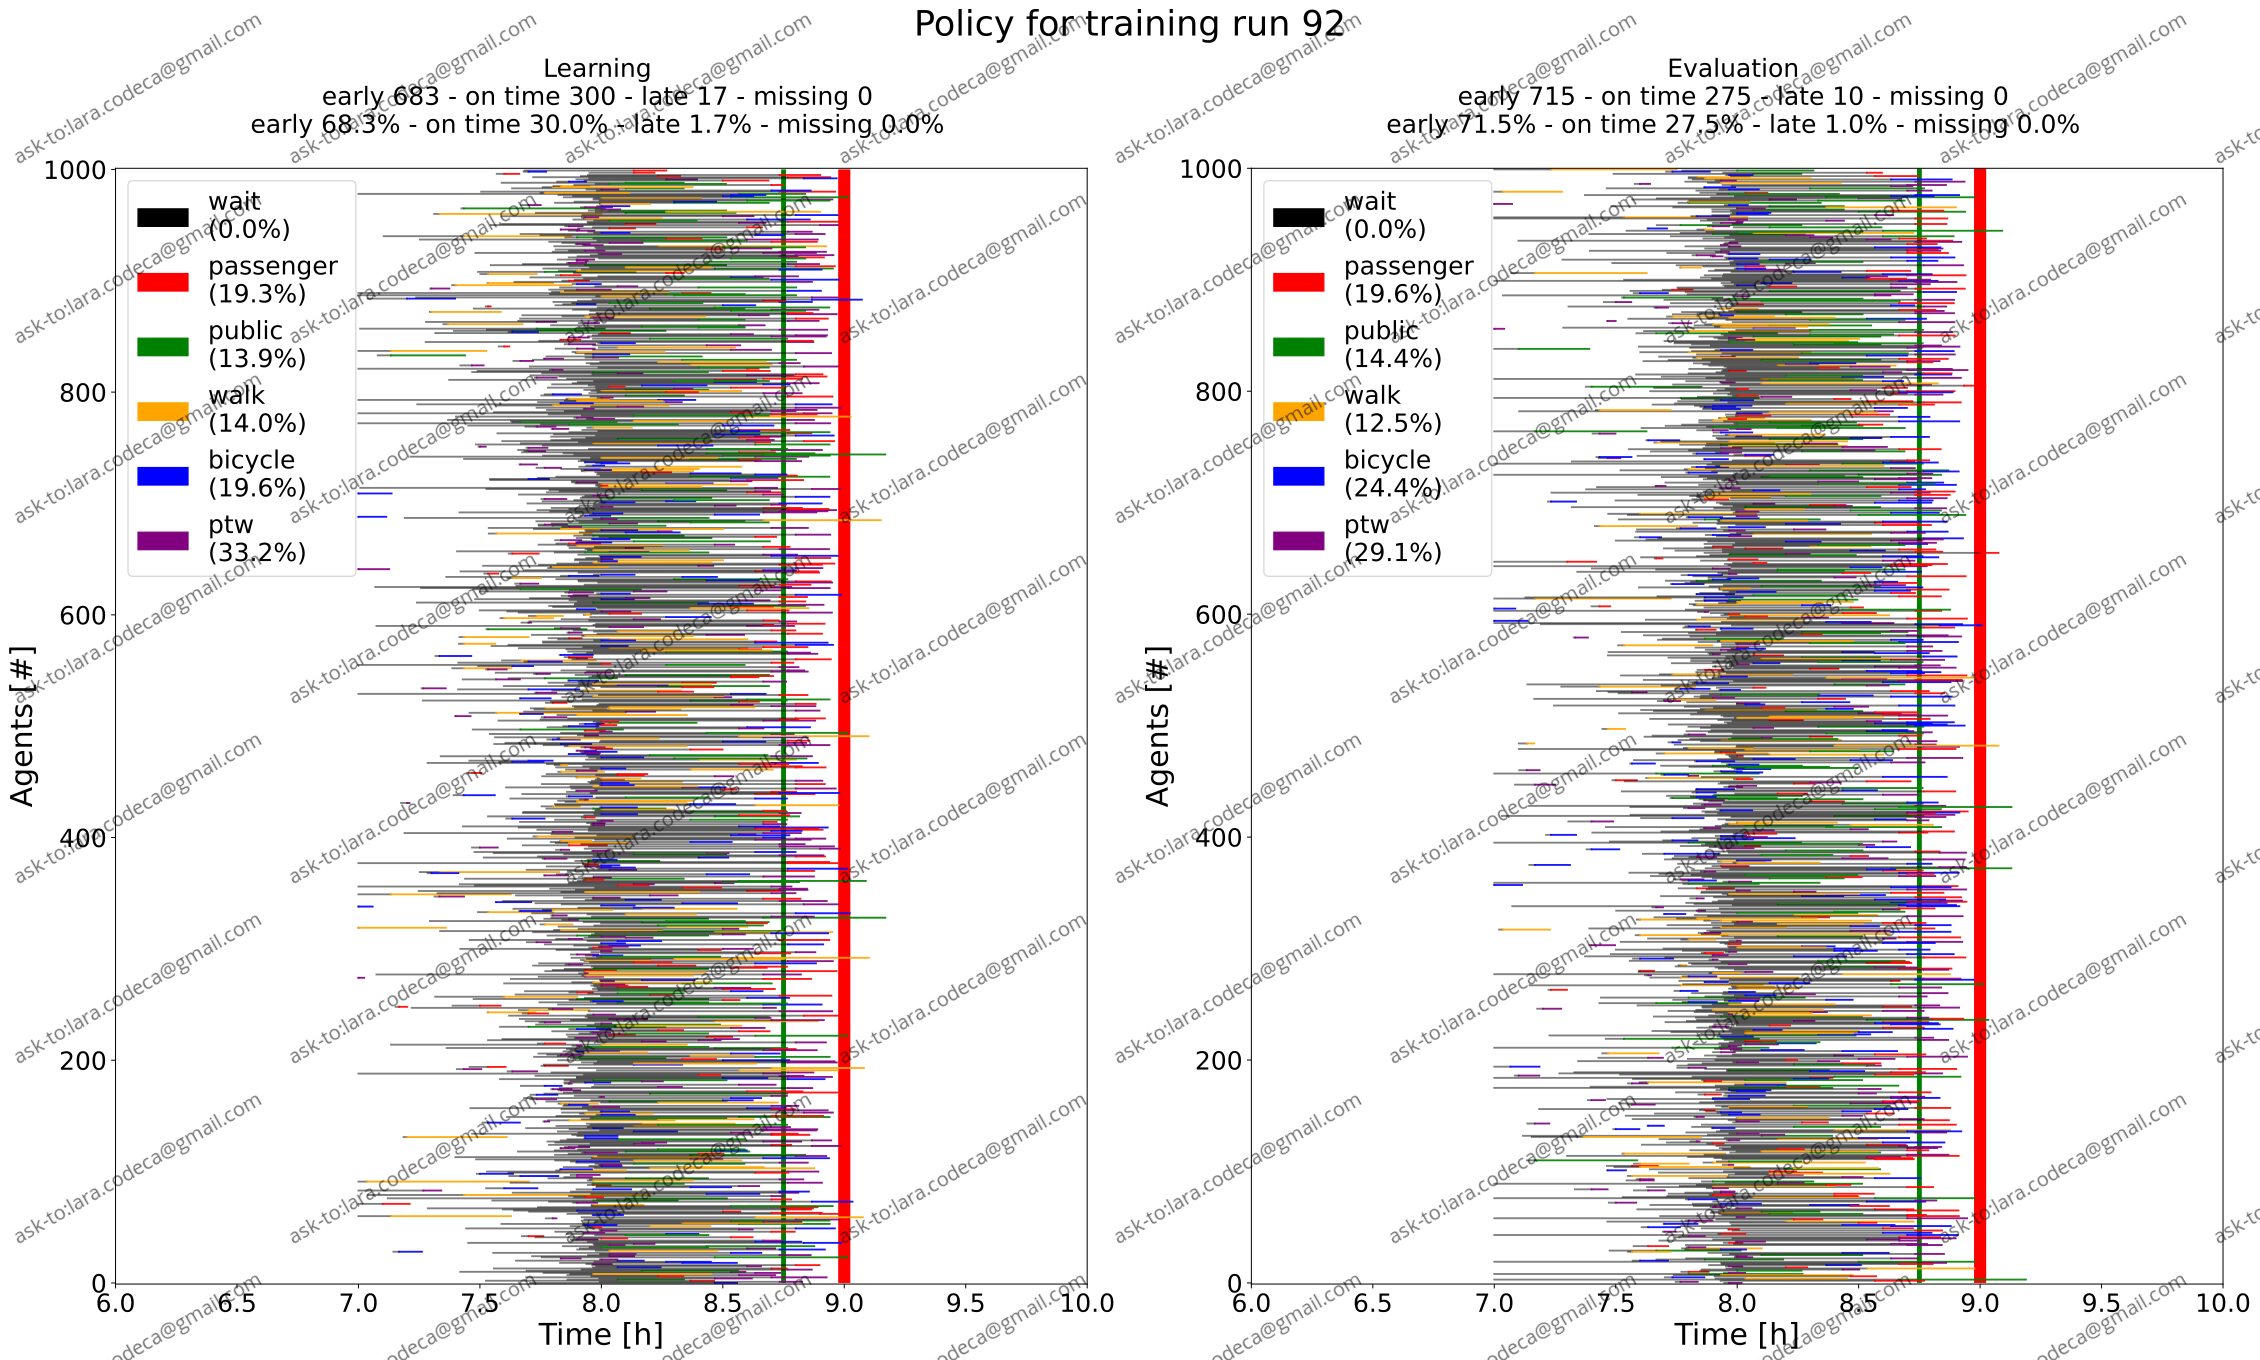 Policy for training run 92
Learning
early 683 - on time 300 - late 17 - missing 0
early 68.3% - on time 30.0% - late 1.7% - missing 0.0%
1000
800
600
400
200
0
Agents [#]
wait
(0.0%)
passenger
(19.3%)
public
(13.9%)
walk
(14.0%)
bicycle
(19.6%)
ptw
(33.2%)
6.0 6.5 7.0 7.5 8.0 8.5 9.0 9.5 10.0
Time [h]
Evaluation
early 715 - on time 275 - late 10 - missing 0
early 71.5% - on time 27.5% - late 1.0% - missing 0.0%
1000
800
600
400
200
0
Agents [#]
wait
(0.0%)
passenger
(19.6%)
public
(14.4%)
walk
(12.5%)
bicycle
(24.4%)
ptw
(29.1%)
6.0 6.5 7.0 7.5 8.0 8.5 9.0 9.5 10.0
Time [h]
ask-to:lara.codeca@gmail.com